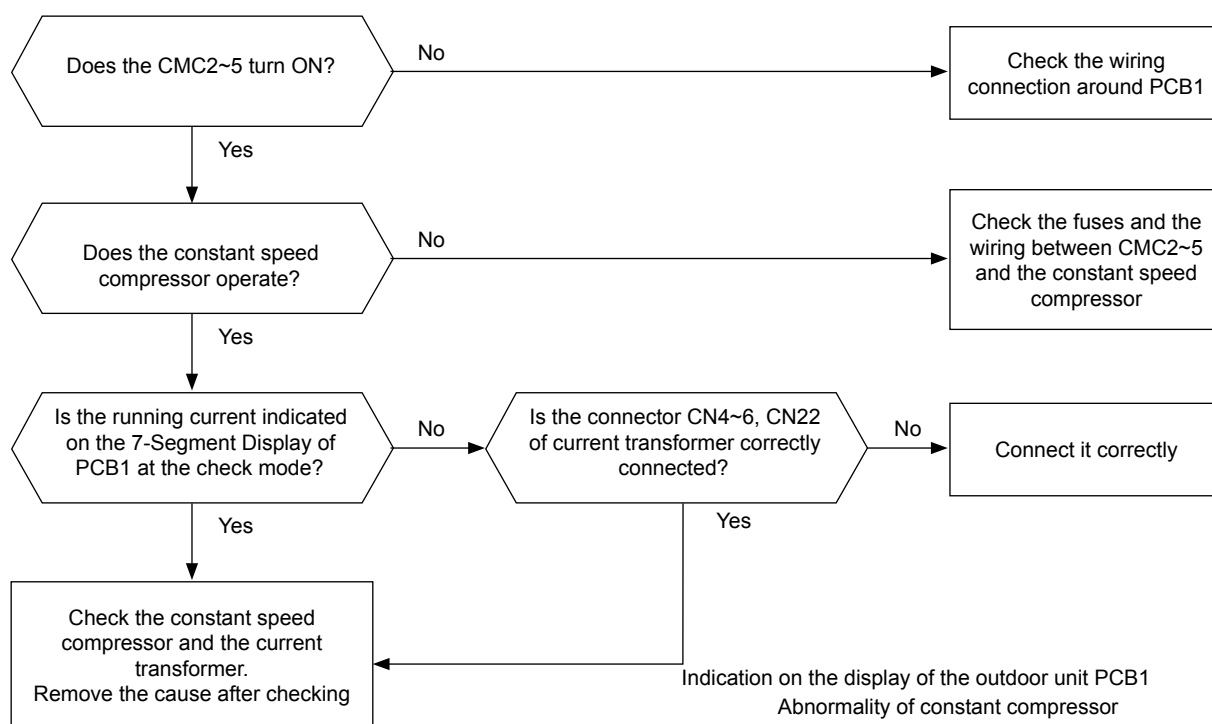 Does the CMC2~5 turn ON?
No
Check the wiring
connection around PCB1
Yes
Does the constant speed
compressor operate?
No
Check the fuses and the
wiring between CMC2~5
and the constant speed
compressor
Yes
Is the running current indicated
on the 7-Segment Display of
PCB1 at the check mode?
No
Is the connector CN4~6, CN22
of current transformer correctly
connected?
No
Connect it correctly
Yes
Yes
Check the constant speed
compressor and the current
transformer.
Remove the cause after checking
Indication on the display of the outdoor unit PCB1
Abnormality of constant compressor